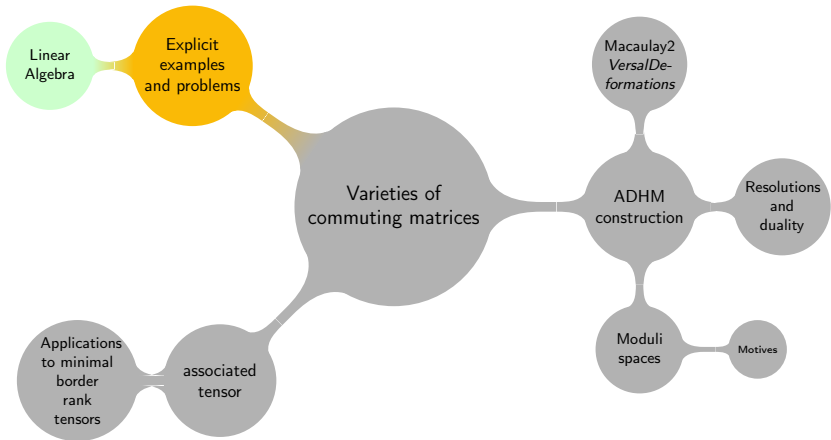 Linear
Algebra
Explicit
examples
and problems
Varieties of
commuting matrices
Macaulay2
VersalDe-
formations
ADHM
construction
Resolutions
and
duality
Moduli
spaces
Motives
associated
tensor
Applications
to minimal
border
rank
tensors